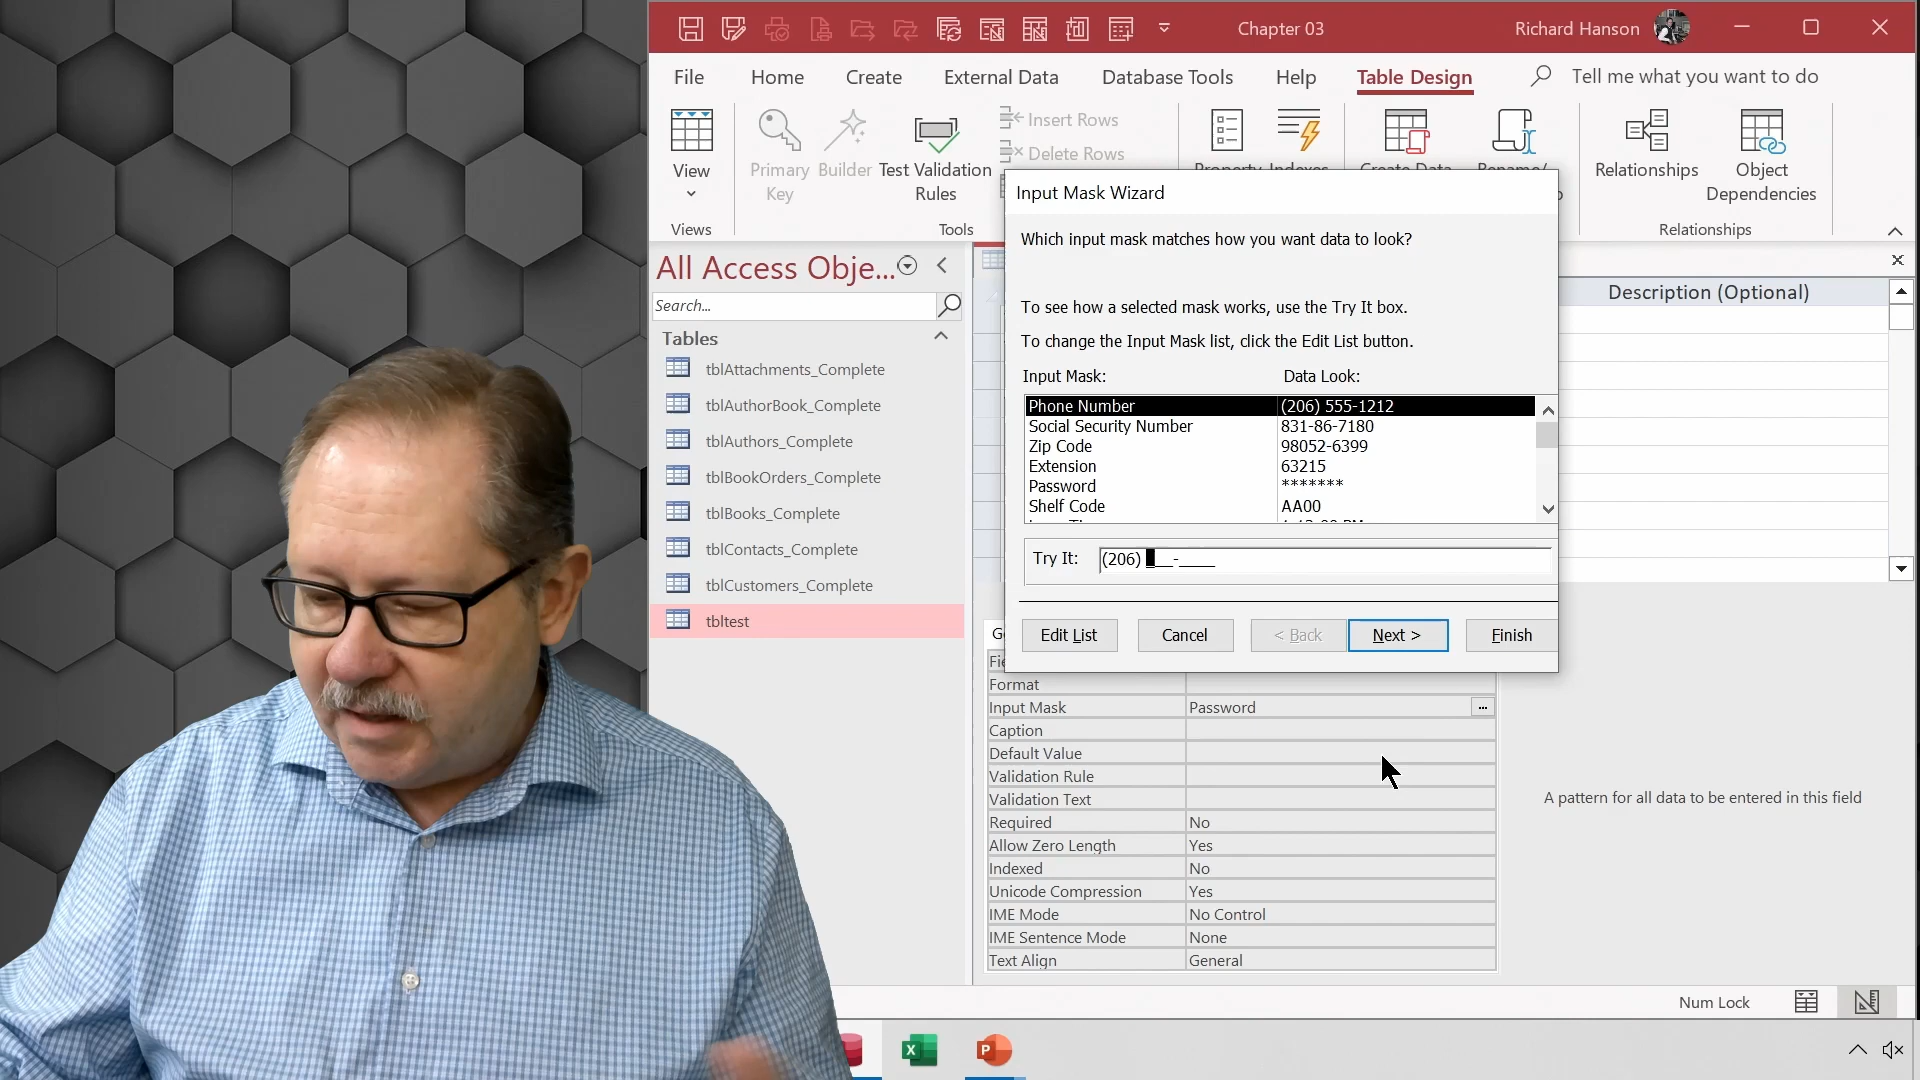 Chapter 03
Richard Hanson
File
Home
Create
External Data
Database Tools
Help
Table Design
Tell me what you want to do
View
Primary
Key
Builder
Test Validation
Rules
Insert Rows
Delete Rows
Relationships
Object
Dependencies
Views
Tools
Relationships
All Access Obje...
Search...
Tables
tblAttachments_Complete
tblAuthorBook_Complete
tblAuthors_Complete
tblBookOrders_Complete
tblBooks_Complete
tblContacts_Complete
tblCustomers_Complete
tbltest
Input Mask Wizard
Which input mask matches how you want data to look?
To see how a selected mask works, use the Try It box.
To change the Input Mask list, click the Edit List button.
Input Mask: Data Look:
Phone Number (206) 555-1212
Social Security Number 831-86-7180
Zip Code 98052-6399
Extension 63215
Password *******
Shelf Code AA00
Try It: (206) ___-____
Edit List
Cancel
< Back
Next >
Finish
Description (Optional)
Format
Input Mask Password ...
Caption
Default Value
Validation Rule
Validation Text
Required No
Allow Zero Length Yes
Indexed No
Unicode Compression Yes
IME Mode No Control
IME Sentence Mode None
Text Align General
A pattern for all data to be entered in this field
Num Lock
X
P